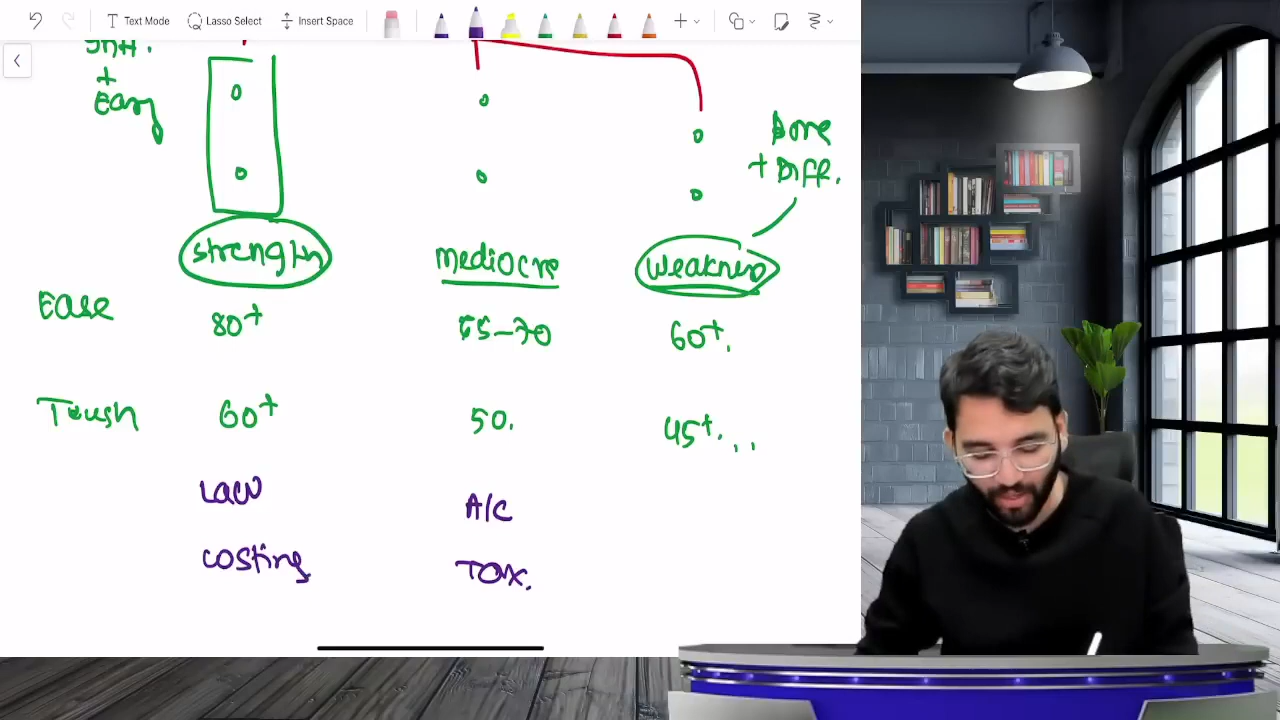 Text Mode
Lasso Select
Insert Space
+
Easy
Bore
+ Diff.
strength
mediocre
weakness
Ease
80+
65-70
60+.
Tough
60+
50.
45+...
Law
A/C
costing
Tax.